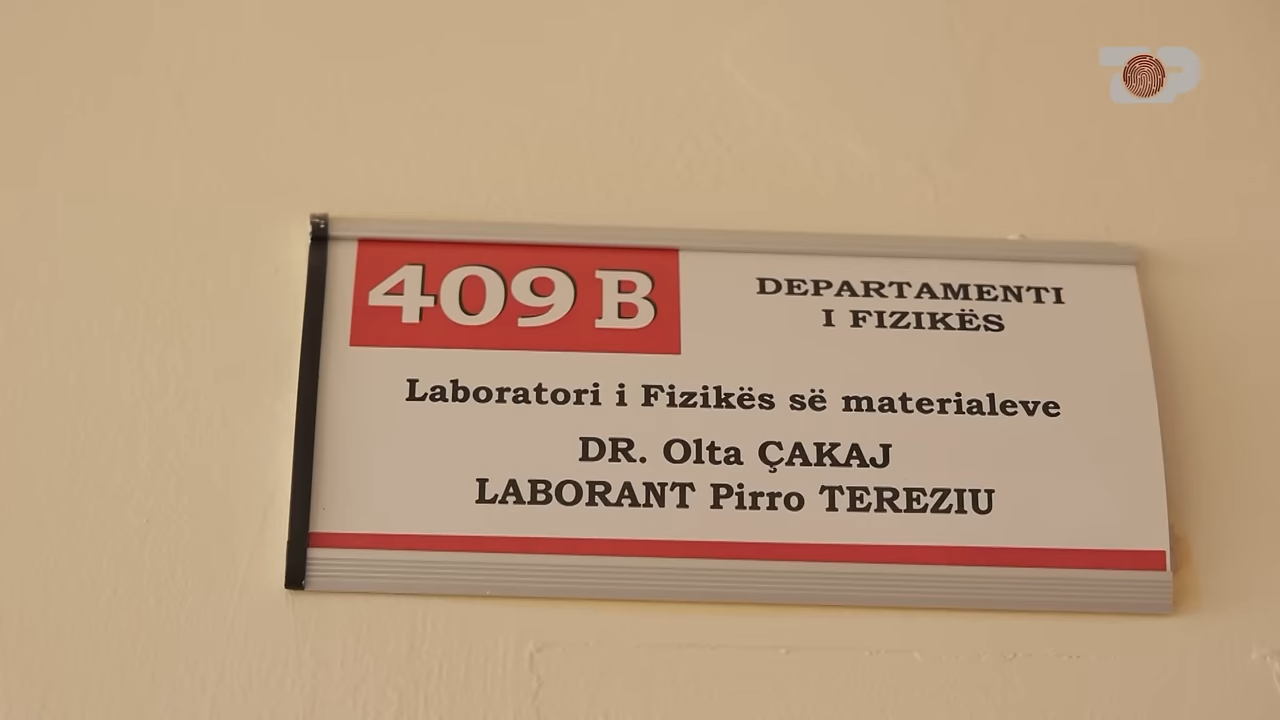 409 B
DEPARTAMENTI
I FIZIKËS
Laboratori i Fizikës së materialeve
DR. Olta ÇAKAJ
LABORANT Pirro TEREZIU